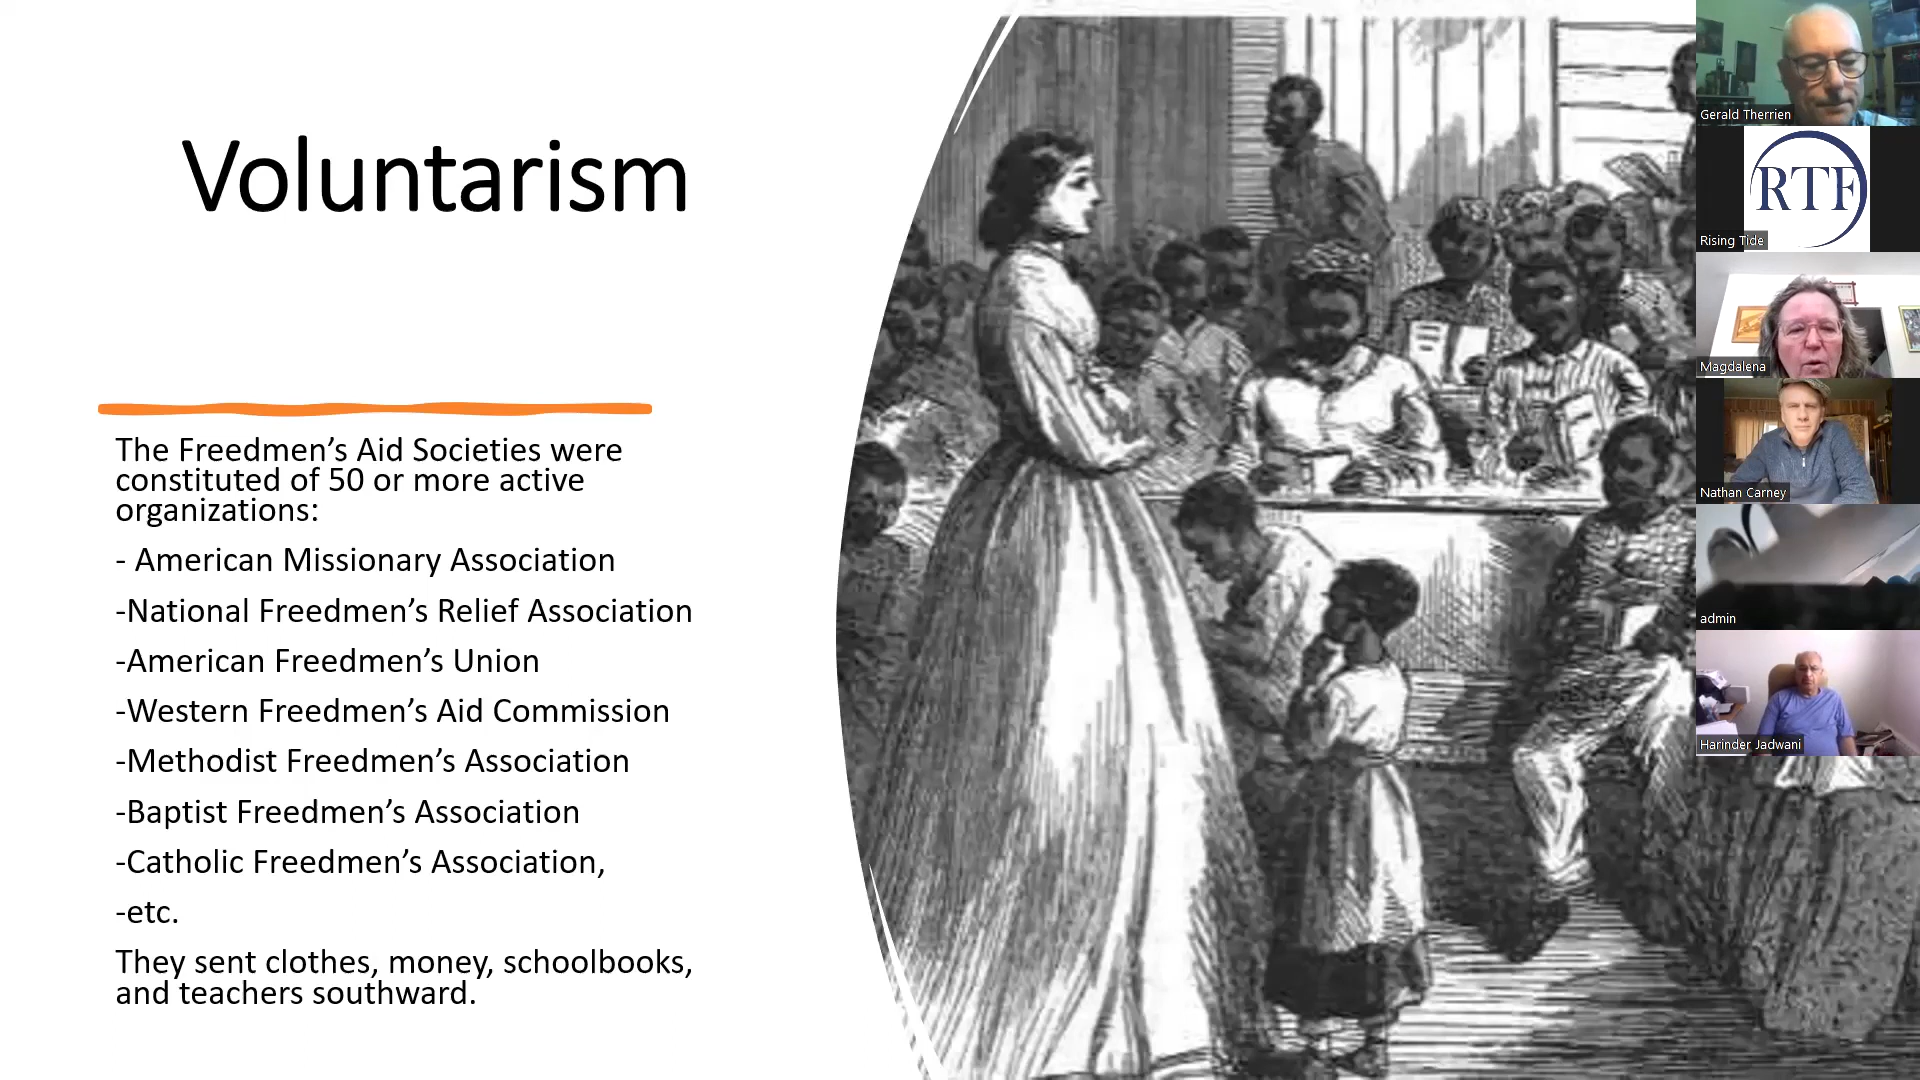 Voluntarism
The Freedmen’s Aid Societies were
constituted of 50 or more active
organizations:
- American Missionary Association
-National Freedmen’s Relief Association
-American Freedmen’s Union
-Western Freedmen’s Aid Commission
-Methodist Freedmen’s Association
-Baptist Freedmen’s Association
-Catholic Freedmen’s Association,
-etc.
They sent clothes, money, schoolbooks,
and teachers southward.
Gerald Therrien
RTF
Rising Tide
Magdalena
Nathan Carney
admin
Harinder Jadwani